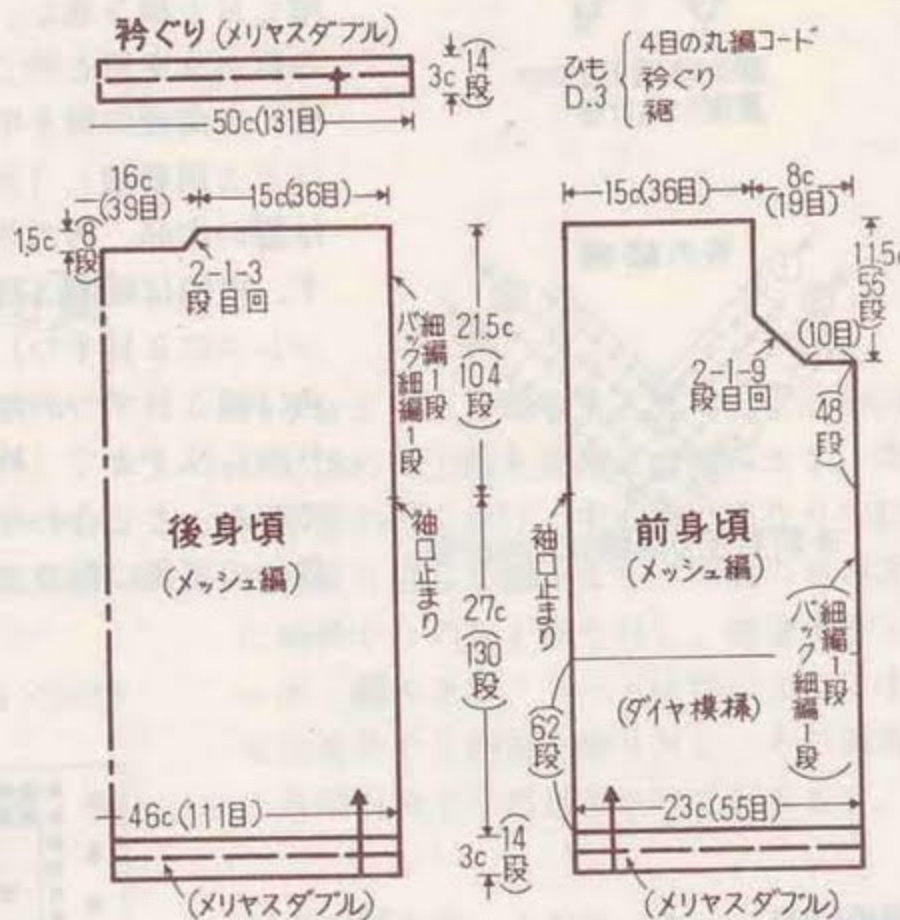 衿ぐり(メリヤスダブル)
3c(14段)
50c(131目)
ひも D.3
4目の丸編コード
衿ぐり
裾
16c
(39目)
15c(36目)
1.5c(8段)
2-1-3
段目回
細編1段
バック細編1段
21.5c(104段)
袖口止まり
後身頃
(メッシュ編)
27c(130段)
46c(111目)
3c(14段)
(メリヤスダブル)
15c(36目)
8c
(19目)
11.5c(55段)
(10目)
2-1-9
段目回
48段
袖口止まり
前身頃
(メッシュ編)
(細編1段
バック細編1段)
(ダイヤ模様)
(62段)
23c(55目)
(メリヤスダブル)